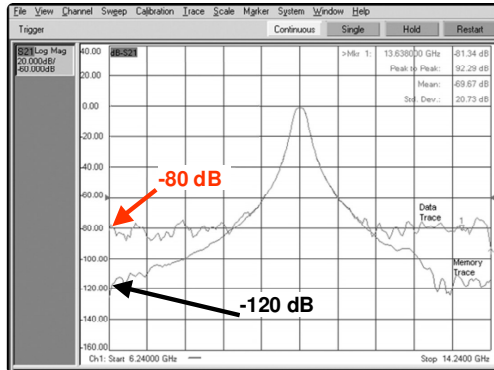 File View Channel Sweep Calibration Trace Scale Marker System Window Help
Trigger Continuous Single Hold Restart
S21 Log Mag
20.000dB/
-60.000dB
40.00 dB-S21
>Mkr 1: 13.638000 GHz -81.34 dB
Peak to Peak: 92.29 dB
Mean: -69.67 dB
Std. Dev.: 20.73 dB
20.00
0.00
-20.00
-40.00
-60.00
-80.00
-100.00
-120.00
-140.00
-160.00
-80 dB
Data
Trace
1
Memory
Trace
-120 dB
Ch1: Start 6.24000 GHz Stop 14.2400 GHz